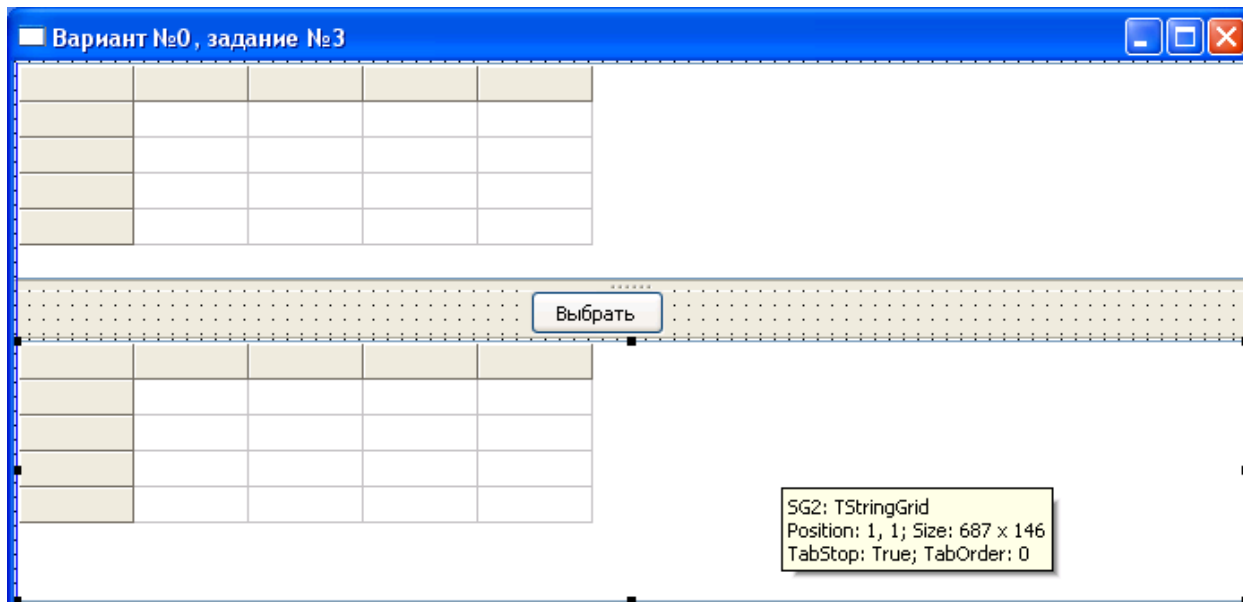 Вариант №0, задание №3
Выбрать
SG2: TStringGrid
Position: 1, 1; Size: 687 x 146
TabStop: True; TabOrder: 0